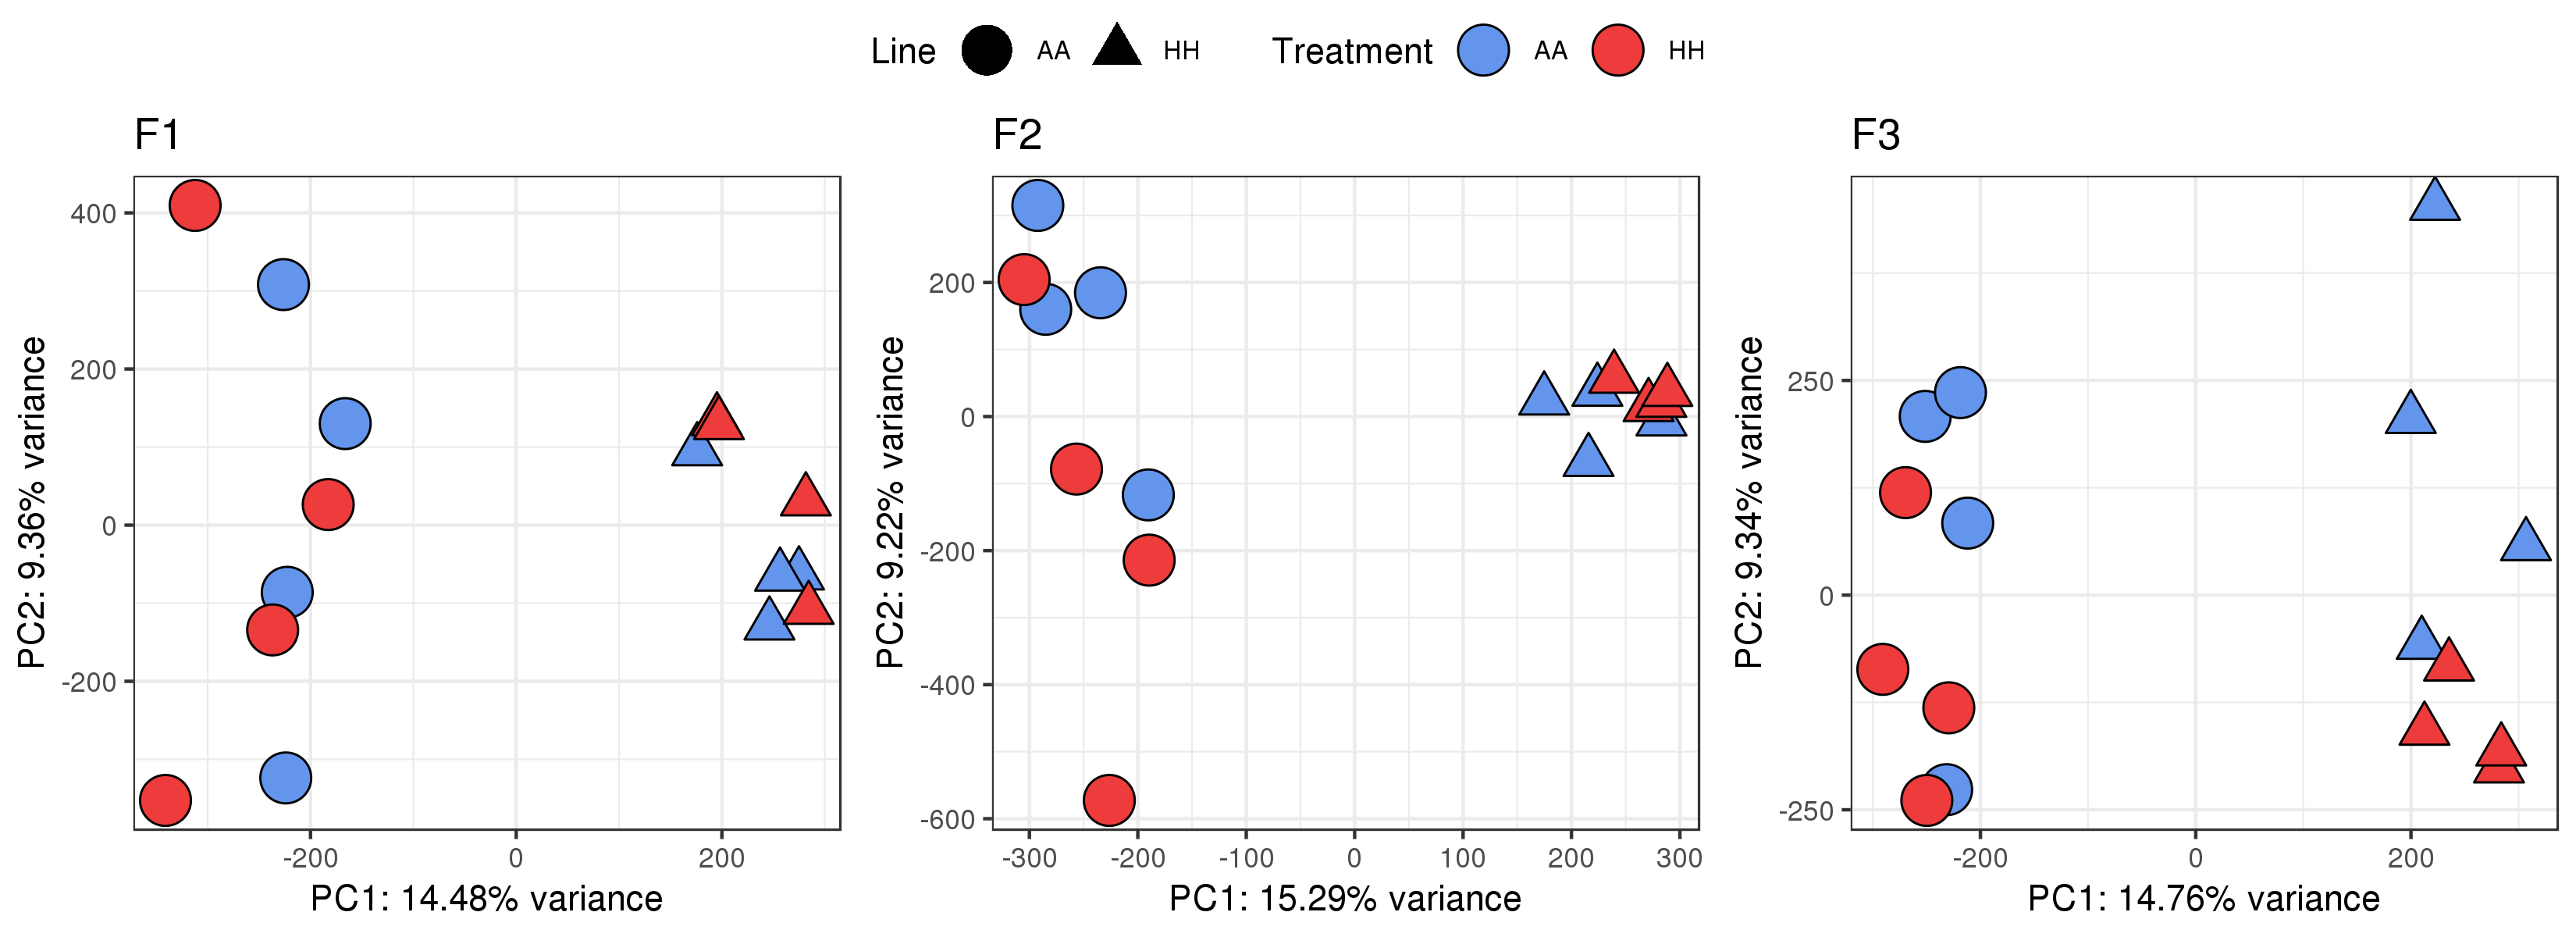 Line AA HH Treatment AA HH
F1 F2 F3
400
200
0
-200
PC2: 9.36% variance
-200 0 200
PC1: 14.48% variance
200
0
-200
-400
-600
PC2: 9.22% variance
-300 -200 -100 0 100 200 300
PC1: 15.29% variance
250
0
-250
PC2: 9.34% variance
-200 0 200
PC1: 14.76% variance